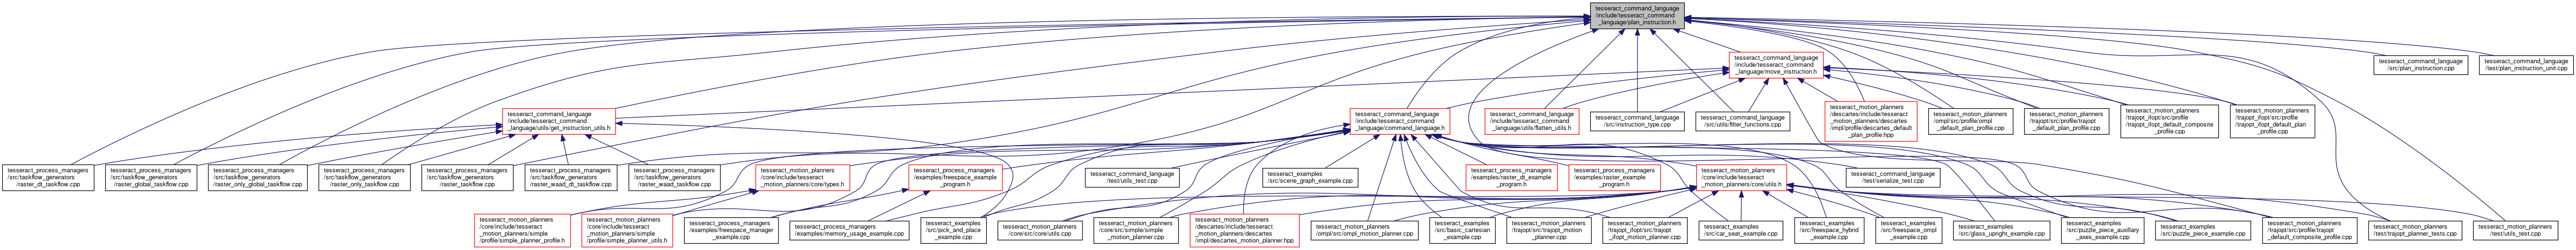 tesseract_command_language
/include/tesseract_command
_language/plan_instruction.h
tesseract_command_language
/include/tesseract_command
_language/move_instruction.h
tesseract_command_language
/src/plan_instruction.cpp
tesseract_command_language
/test/plan_instruction_unit.cpp
tesseract_command_language
/include/tesseract_command
_language/utils/get_instruction_utils.h
tesseract_command_language
/include/tesseract_command
_language/command_language.h
tesseract_command_language
/include/tesseract_command
_language/utils/flatten_utils.h
tesseract_command_language
/src/instruction_type.cpp
tesseract_command_language
/src/utils/filter_functions.cpp
tesseract_motion_planners
/descartes/include/tesseract
_motion_planners/descartes
/impl/profile/descartes_default
_plan_profile.hpp
tesseract_motion_planners
/ompl/src/profile/ompl
_default_plan_profile.cpp
tesseract_motion_planners
/trajopt/src/profile/trajopt
_default_plan_profile.cpp
tesseract_motion_planners
/trajopt_ifopt/src/profile
/trajopt_ifopt_default_composite
_profile.cpp
tesseract_motion_planners
/trajopt_ifopt/src/profile
/trajopt_ifopt_default_plan
_profile.cpp
tesseract_process_managers
/src/taskflow_generators
/raster_dt_taskflow.cpp
tesseract_process_managers
/src/taskflow_generators
/raster_global_taskflow.cpp
tesseract_process_managers
/src/taskflow_generators
/raster_only_global_taskflow.cpp
tesseract_process_managers
/src/taskflow_generators
/raster_only_taskflow.cpp
tesseract_process_managers
/src/taskflow_generators
/raster_taskflow.cpp
tesseract_process_managers
/src/taskflow_generators
/raster_waad_dt_taskflow.cpp
tesseract_process_managers
/src/taskflow_generators
/raster_waad_taskflow.cpp
tesseract_motion_planners
/core/include/tesseract
_motion_planners/core/types.h
tesseract_process_managers
/examples/freespace_example
_program.h
tesseract_command_language
/test/utils_test.cpp
tesseract_examples
/src/scene_graph_example.cpp
tesseract_process_managers
/examples/raster_dt_example
_program.h
tesseract_process_managers
/examples/raster_example
_program.h
tesseract_motion_planners
/core/include/tesseract
_motion_planners/core/utils.h
tesseract_command_language
/test/serialize_test.cpp
tesseract_motion_planners
/core/include/tesseract
_motion_planners/simple
/profile/simple_planner_profile.h
tesseract_motion_planners
/core/include/tesseract
_motion_planners/simple
/profile/simple_planner_utils.h
tesseract_process_managers
/examples/freespace_manager
_example.cpp
tesseract_process_managers
/examples/memory_usage_example.cpp
tesseract_examples
/src/pick_and_place
_example.cpp
tesseract_motion_planners
/core/src/core/utils.cpp
tesseract_motion_planners
/core/src/simple/simple
_motion_planner.cpp
tesseract_motion_planners
/descartes/include/tesseract
_motion_planners/descartes
/impl/descartes_motion_planner.hpp
tesseract_motion_planners
/ompl/src/ompl_motion_planner.cpp
tesseract_examples
/src/basic_cartesian
_example.cpp
tesseract_motion_planners
/trajopt/src/trajopt_motion
_planner.cpp
tesseract_motion_planners
/trajopt_ifopt/src/trajopt
_ifopt_motion_planner.cpp
tesseract_examples
/src/car_seat_example.cpp
tesseract_examples
/src/freespace_hybrid
_example.cpp
tesseract_examples
/src/freespace_ompl
_example.cpp
tesseract_examples
/src/glass_upright_example.cpp
tesseract_examples
/src/puzzle_piece_auxillary
_axes_example.cpp
tesseract_examples
/src/puzzle_piece_example.cpp
tesseract_motion_planners
/trajopt/src/profile/trajopt
_default_composite_profile.cpp
tesseract_motion_planners
/test/trajopt_planner_tests.cpp
tesseract_motion_planners
/test/utils_test.cpp